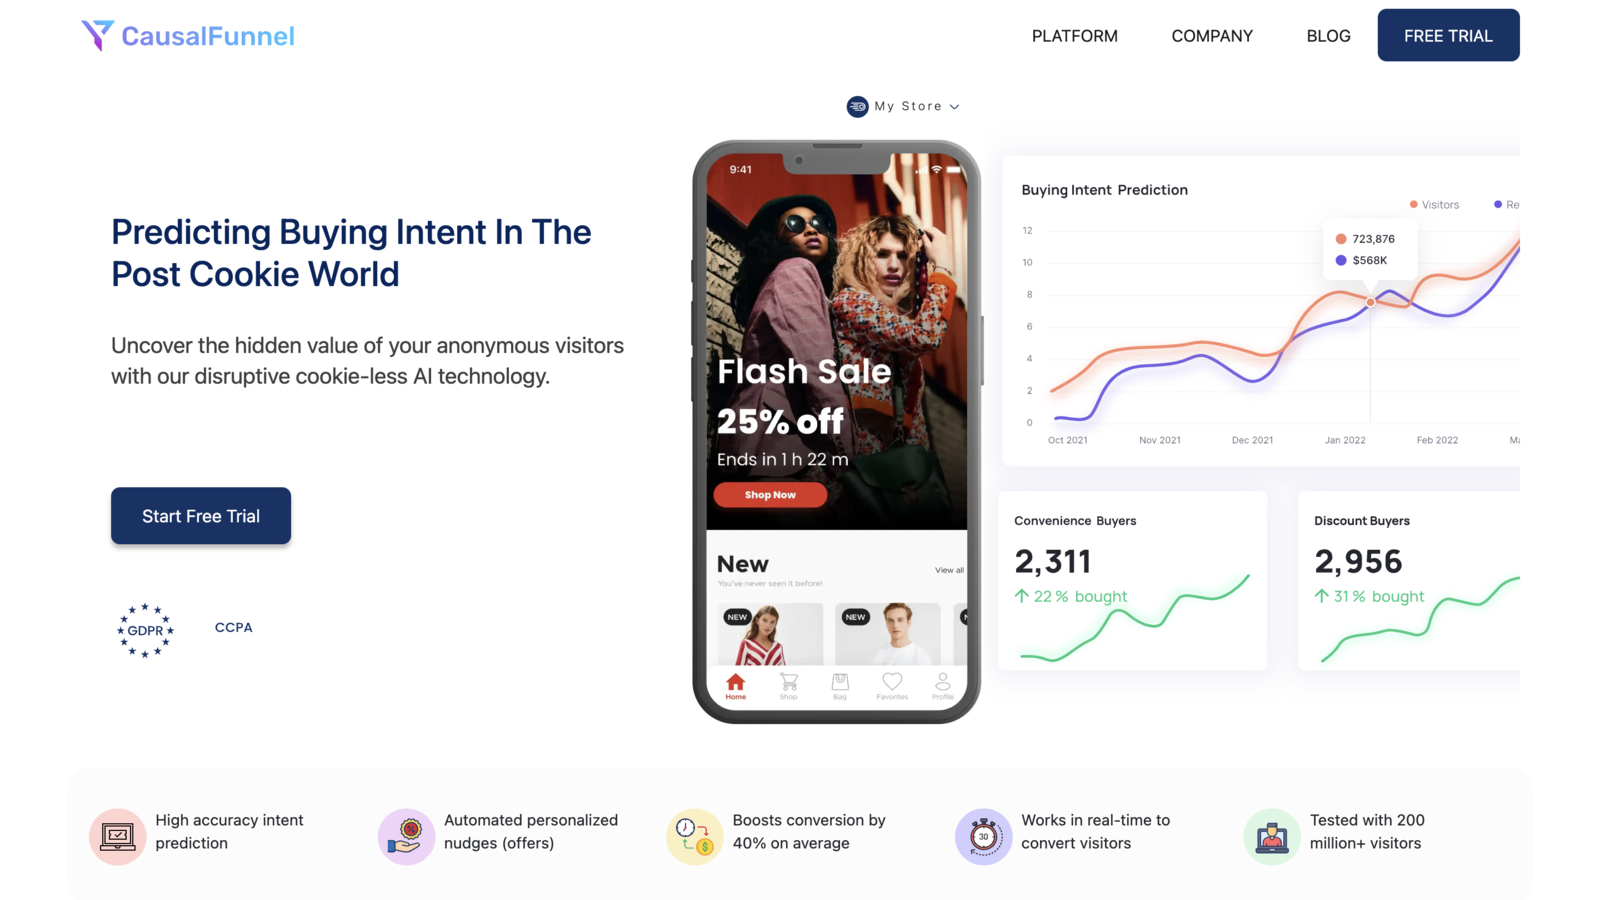 CausalFunnel
PLATFORM
COMPANY
BLOG
FREE TRIAL
My Store
Predicting Buying Intent In The
Post Cookie World
Uncover the hidden value of your anonymous visitors
with our disruptive cookie-less AI technology.
Start Free Trial
GDPR
CCPA
9:41
Flash Sale
25% off
Ends in 1 h 22 m
Shop Now
New
View all
You've never seen it before!
NEW
NEW
Home
Shop
Bag
Favorites
Profile
Buying Intent Prediction
Visitors
Re
723,876
$568K
12
10
8
6
4
2
0
Oct 2021
Nov 2021
Dec 2021
Jan 2022
Feb 2022
Convenience Buyers
2,311
22 % bought
Discount Buyers
2,956
31 % bought
High accuracy intent
prediction
Automated personalized
nudges (offers)
Boosts conversion by
40% on average
30
Works in real-time to
convert visitors
Tested with 200
million+ visitors